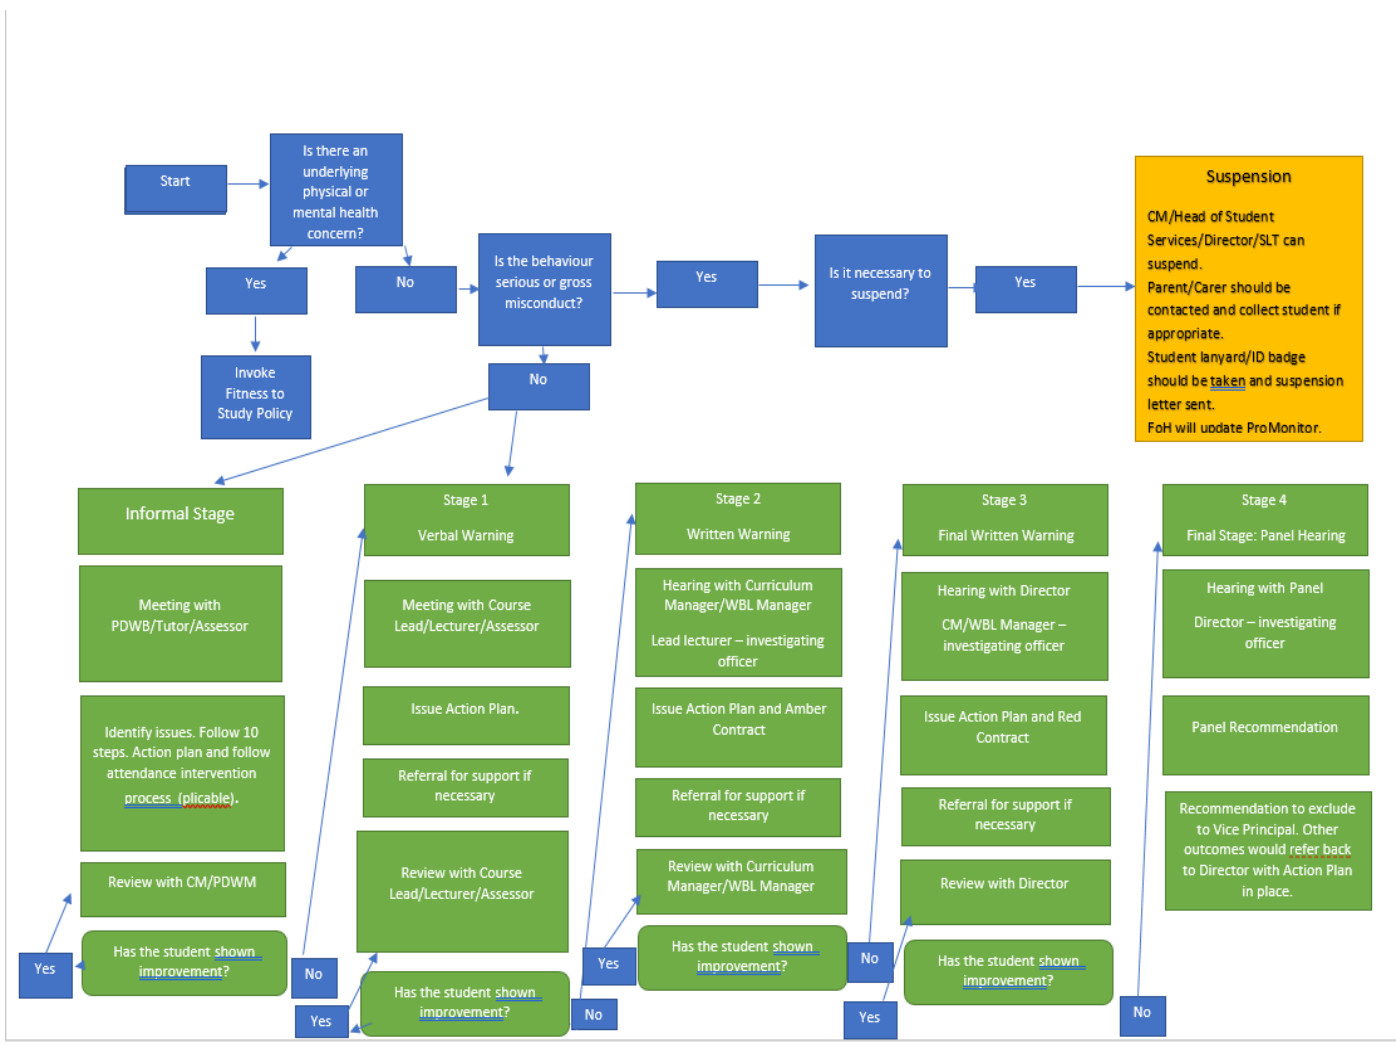 Start
Is there an
underlying
physical or
mental health
concern?
Yes
No
Invoke
Fitness to
Study Policy
Is the behaviour
serious or gross
misconduct?
No
Yes
Is it necessary to
suspend?
Yes
Suspension
CM/Head of Student
Services/Director/SLT can
suspend.
Parent/Carer should be
contacted and collect student if
appropriate.
Student lanyard/ID badge
should be taken and suspension
letter sent.
FoH will update ProMonitor.
Informal Stage
Meeting with
PDWB/Tutor/Assessor
Identify issues. Follow 10
steps. Action plan and follow
attendance intervention
process (plicable).
Review with CM/PDWM
Has the student shown
improvement?
Yes
No
Stage 1
Verbal Warning
Meeting with Course
Lead/Lecturer/Assessor
Issue Action Plan.
Referral for support if
necessary
Review with Course
Lead/Lecturer/Assessor
Has the student shown
improvement?
Yes
No
Stage 2
Written Warning
Hearing with Curriculum
Manager/WBL Manager
Lead lecturer – investigating
officer
Issue Action Plan and Amber
Contract
Referral for support if
necessary
Review with Curriculum
Manager/WBL Manager
Has the student shown
improvement?
Yes
No
Stage 3
Final Written Warning
Hearing with Director
CM/WBL Manager –
investigating officer
Issue Action Plan and Red
Contract
Referral for support if
necessary
Review with Director
Has the student shown
improvement?
Yes
No
Stage 4
Final Stage: Panel Hearing
Hearing with Panel
Director – investigating
officer
Panel Recommendation
Recommendation to exclude
to Vice Principal. Other
outcomes would refer back
to Director with Action Plan
in place.